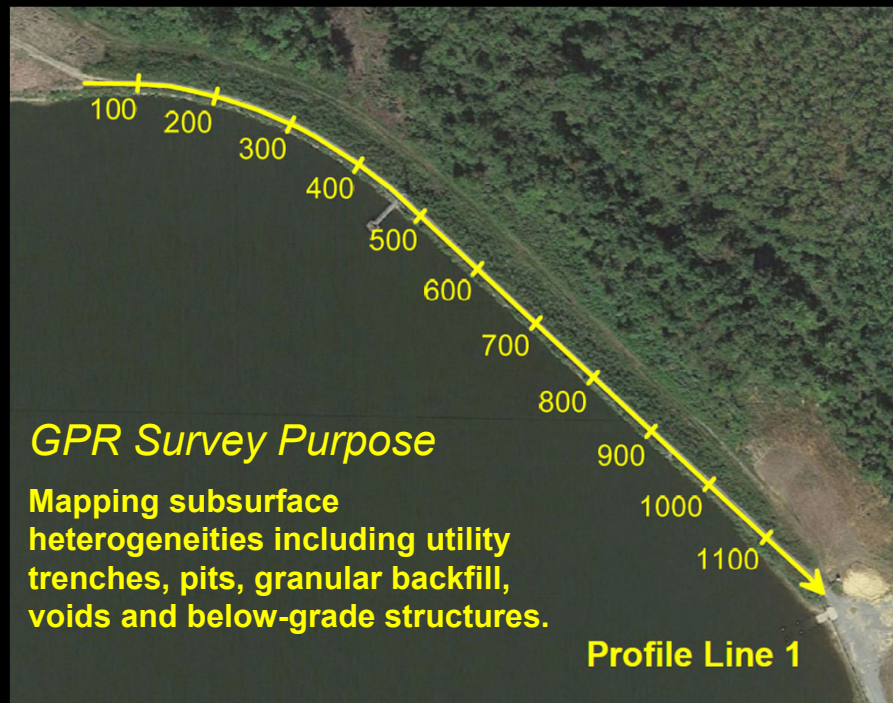 100
200
300
400
500
600
700
800
900
1000
1100
GPR Survey Purpose
Mapping subsurface
heterogeneities including utility
trenches, pits, granular backfill,
voids and below-grade structures.
Profile Line 1